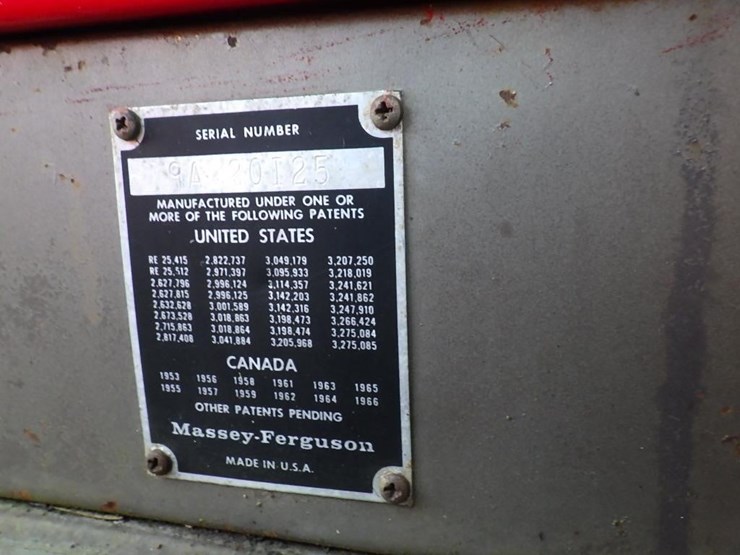 SERIAL NUMBER
MANUFACTURED UNDER ONE OR
MORE OF THE FOLLOWING PATENTS
UNITED STATES
RE 25,415 2,822,737 3,049,179 3,207,250
RE 25,512 2,971,397 3,095,933 3,218,019
2,627,796 2,996,124 3,114,357 3,241,621
2,627,815 2,996,125 3,142,203 3,241,862
2,632,628 3,001,589 3,142,316 3,247,910
2,673,528 3,018,863 3,198,473 3,266,424
2,715,863 3,018,864 3,198,474 3,275,084
2,817,408 3,041,884 3,205,968 3,275,085
CANADA
1953 1956 1958 1961 1963 1965
1955 1957 1959 1962 1964 1966
OTHER PATENTS PENDING
Massey-Ferguson
MADE IN U.S.A.